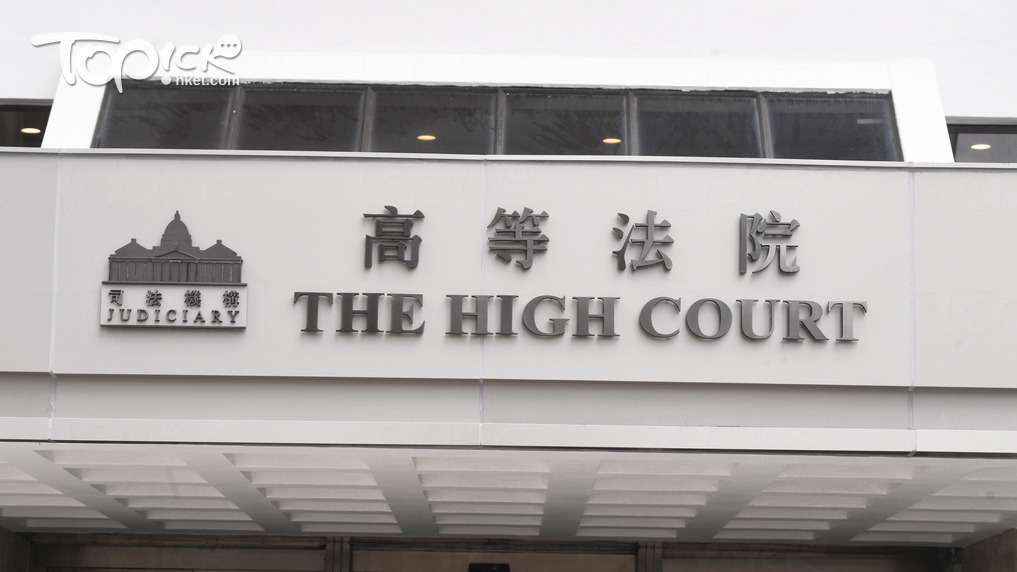 TOPick
hket.com
高等法院
THE HIGH COURT
司法機構
JUDICIARY